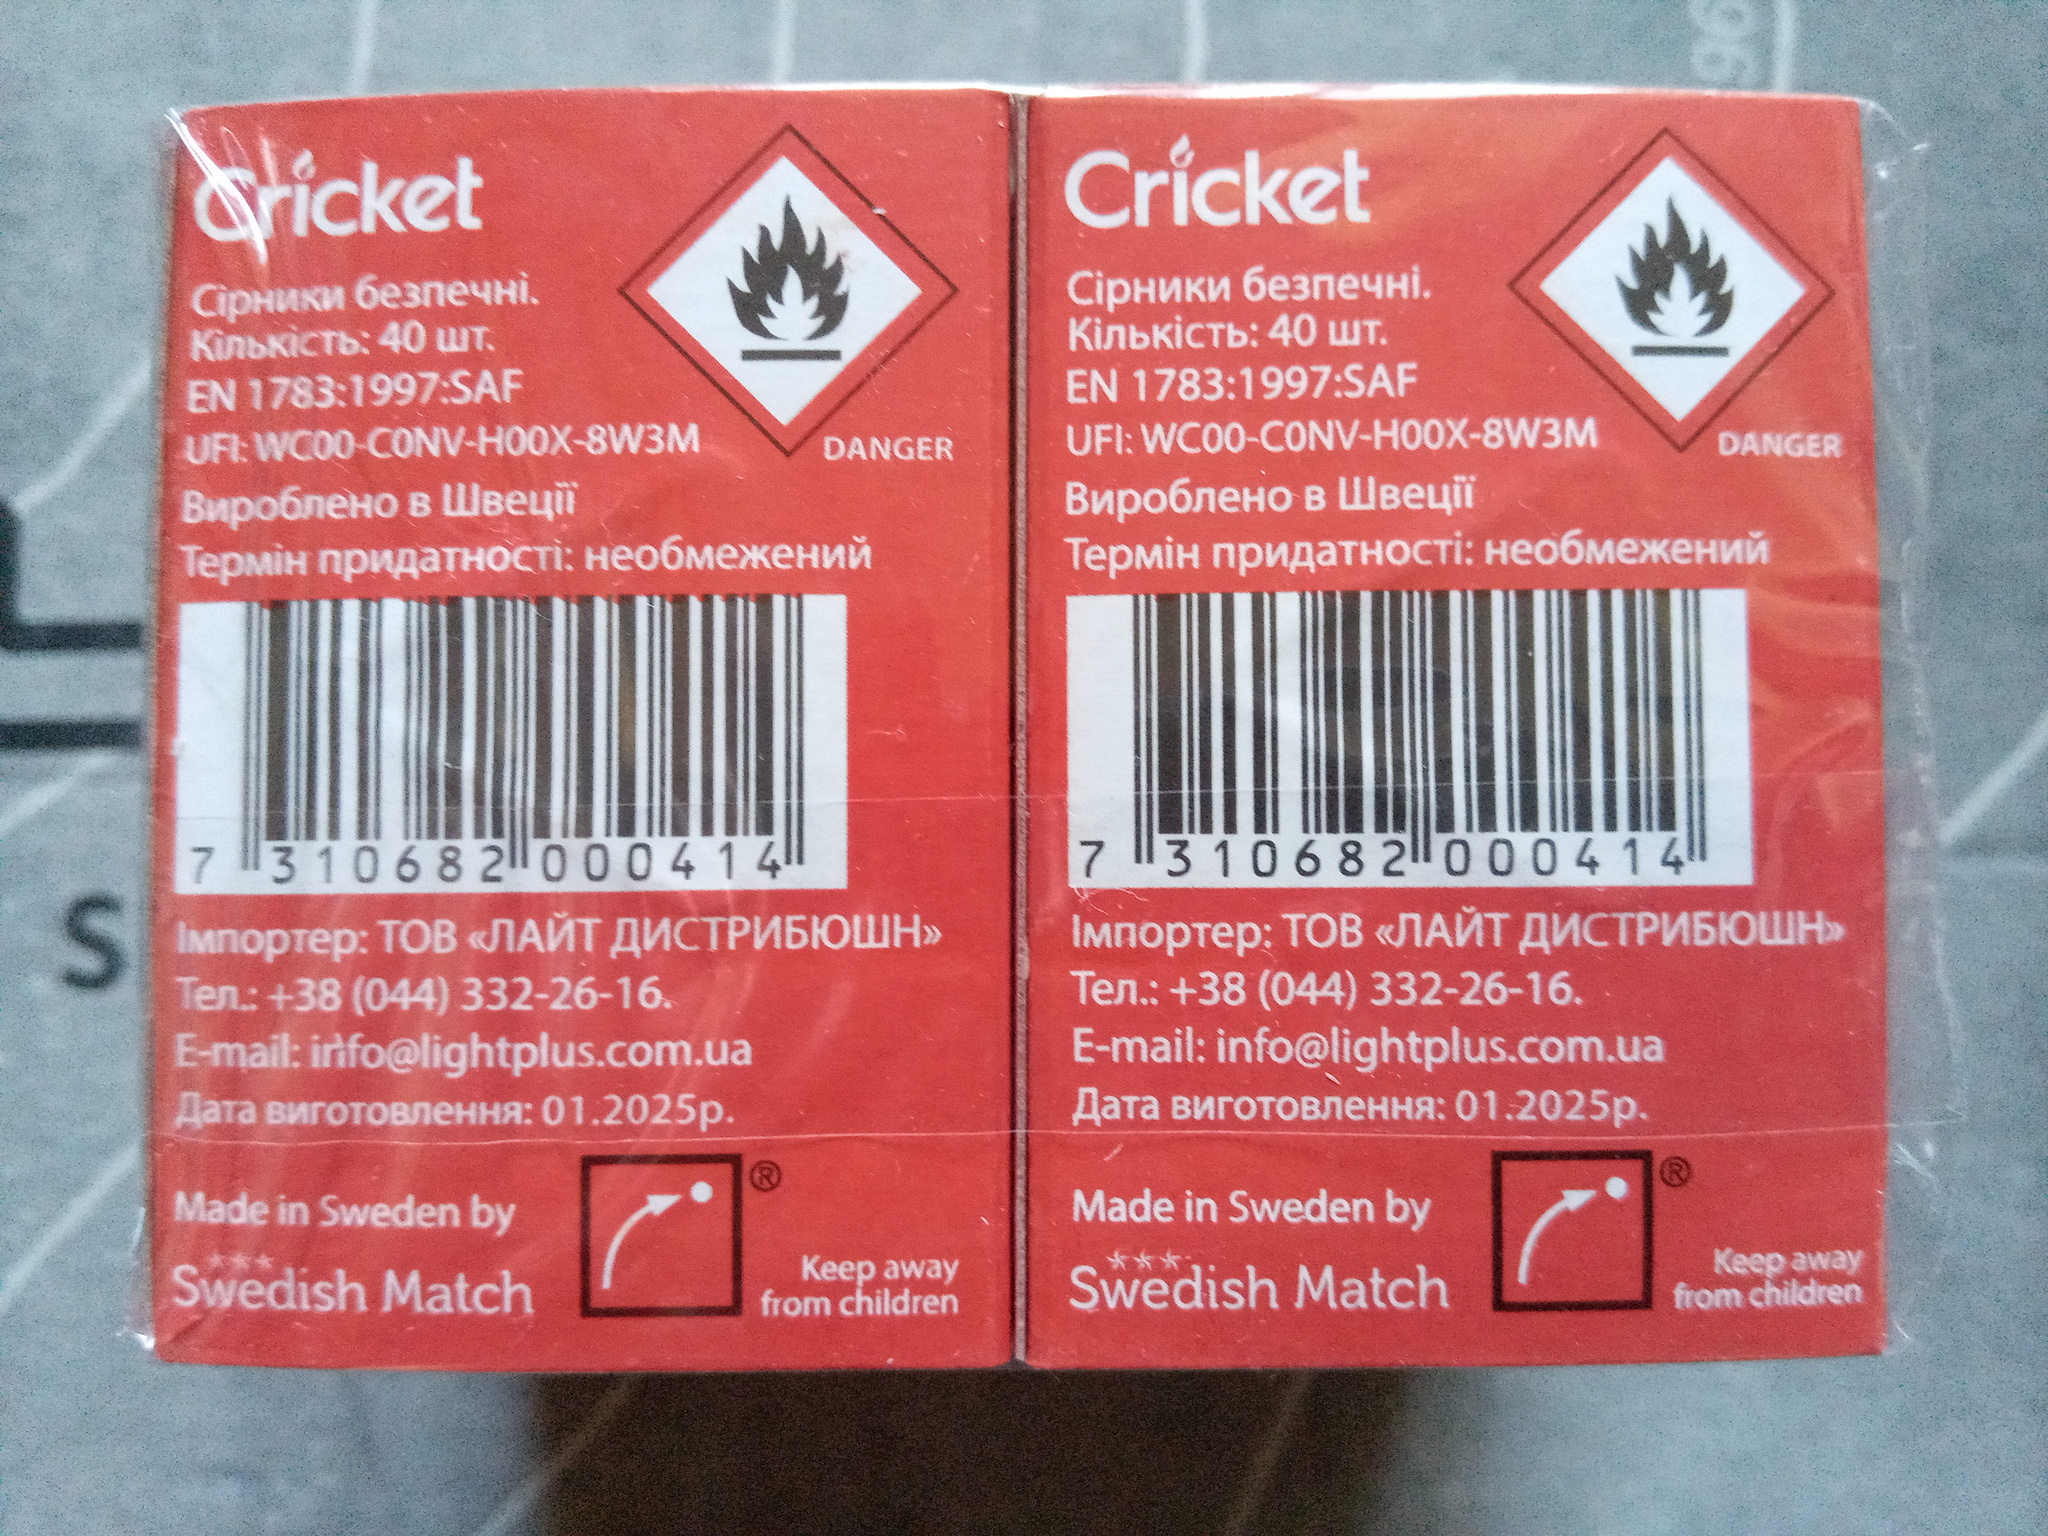 Cricket
Сірники безпечні.
Кількість: 40 шт.
EN 1783:1997:SAF
UFI: WC00-C0NV-H00X-8W3M
DANGER
Вироблено в Швеції
Термін придатності: необмежений
7 310682 000414
Імпортер: ТОВ «ЛАЙТ ДИСТРИБЮШН»
Тел.: +38 (044) 332-26-16.
E-mail: info@lightplus.com.ua
Дата виготовлення: 01.2025р.
Made in Sweden by
Swedish Match
®
Keep away
from children
Cricket
Сірники безпечні.
Кількість: 40 шт.
EN 1783:1997:SAF
UFI: WC00-C0NV-H00X-8W3M
DANGER
Вироблено в Швеції
Термін придатності: необмежений
7 310682 000414
Імпортер: ТОВ «ЛАЙТ ДИСТРИБЮШН»
Тел.: +38 (044) 332-26-16.
E-mail: info@lightplus.com.ua
Дата виготовлення: 01.2025р.
Made in Sweden by
Swedish Match
®
Keep away
from children
S